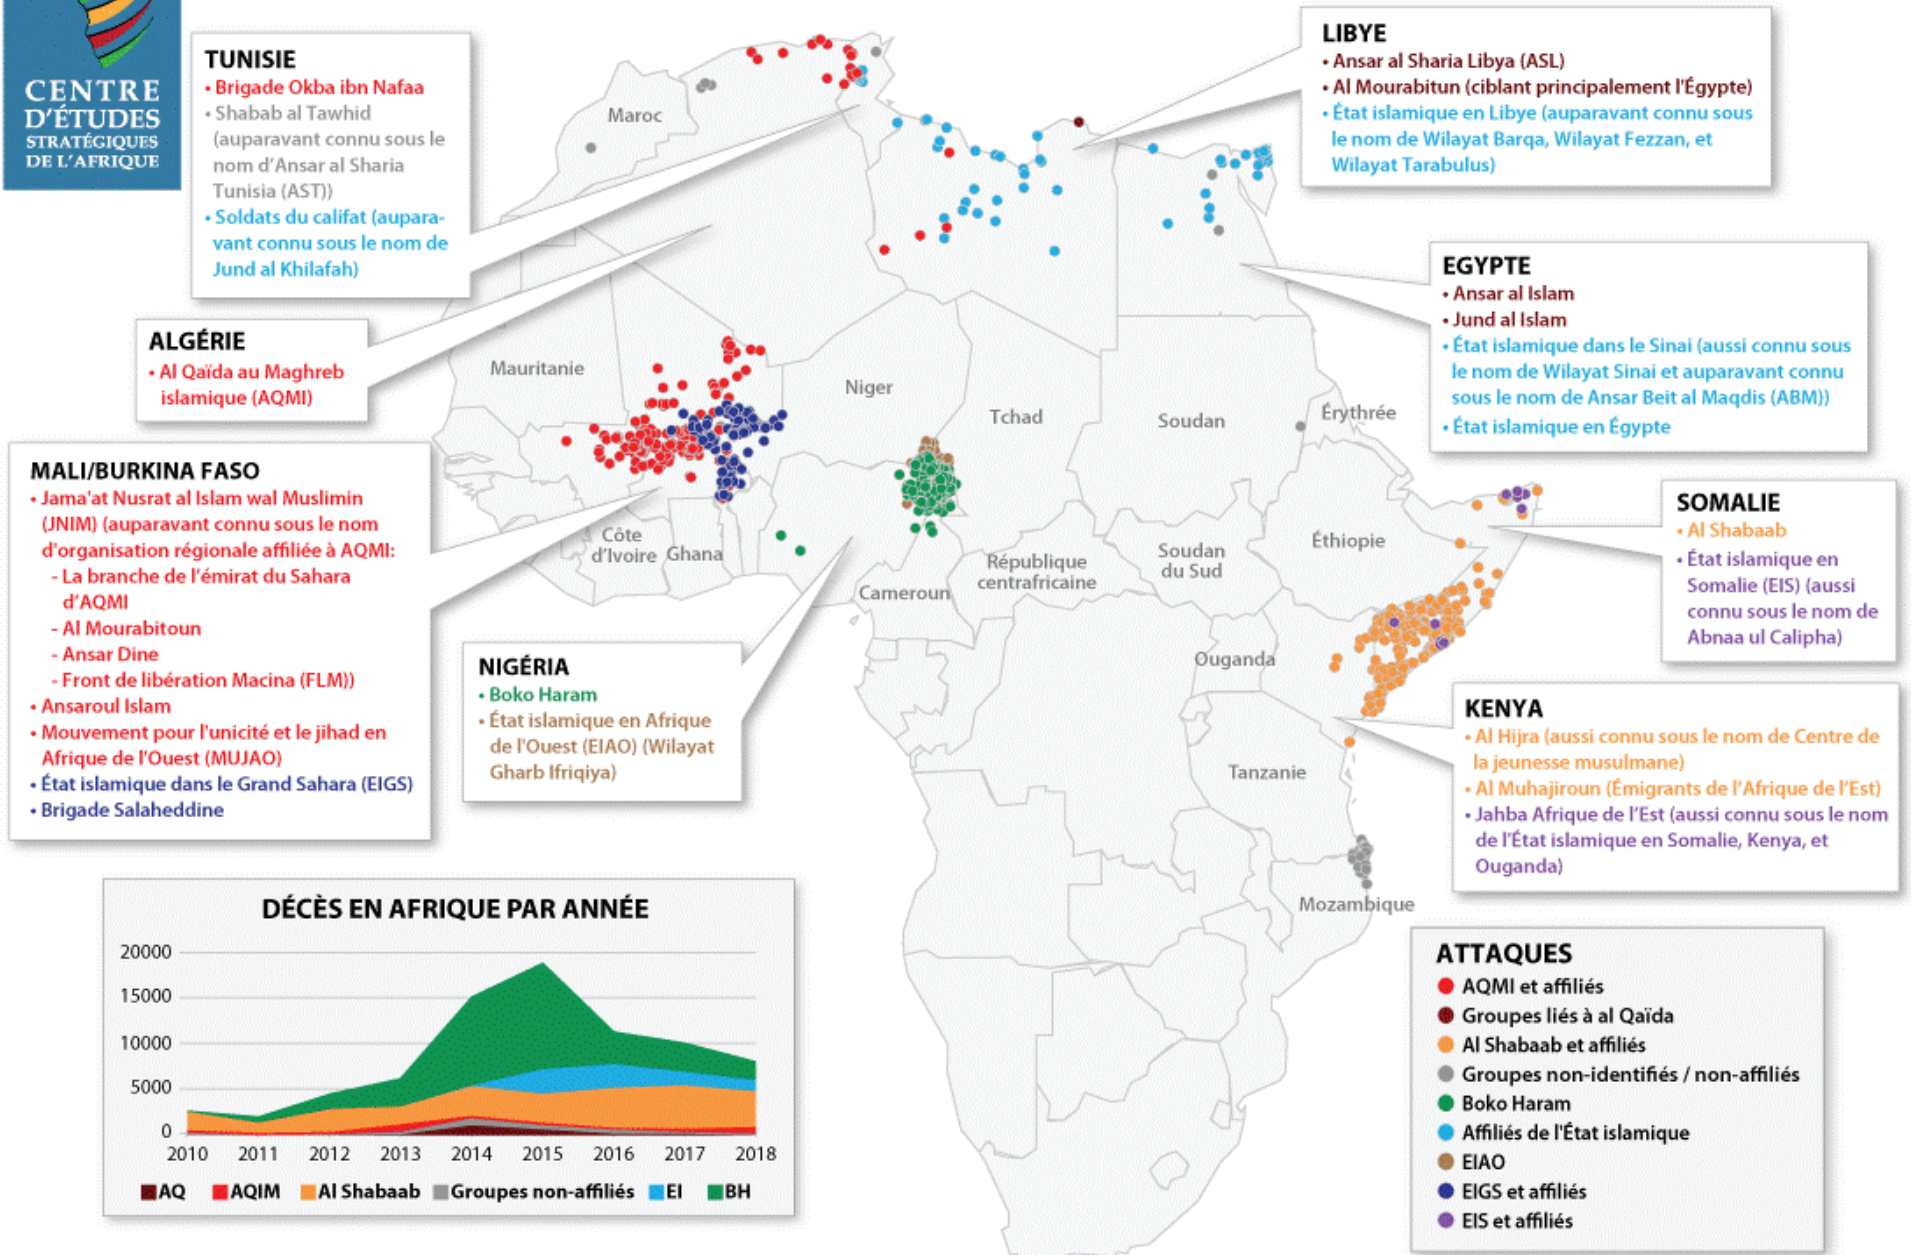 CENTRE
D'ÉTUDES
STRATÉGIQUES
DE L'AFRIQUE
TUNISIE
• Brigade Okba ibn Nafaa
• Shabab al Tawhid
(auparavant connu sous le
nom d'Ansar al Sharia
Tunisia (AST))
• Soldats du califat (aupara-
vant connu sous le nom de
Jund al Khilafah)
ALGÉRIE
• Al Qaïda au Maghreb
islamique (AQMI)
MALI/BURKINA FASO
• Jama'at Nusrat al Islam wal Muslimin
(JNIM) (auparavant connu sous le nom
d'organisation régionale affiliée à AQMI:
- La branche de l'émirat du Sahara
d'AQMI
- Al Mourabitoun
- Ansar Dine
- Front de libération Macina (FLM))
• Ansaroul Islam
• Mouvement pour l'unicité et le jihad en
Afrique de l'Ouest (MUJAO)
• État islamique dans le Grand Sahara (EIGS)
• Brigade Salaheddine
NIGÉRIA
• Boko Haram
• État islamique en Afrique
de l'Ouest (EIAO) (Wilayat
Gharb Ifriqiya)
LIBYE
• Ansar al Sharia Libya (ASL)
• Al Mourabitun (ciblant principalement l'Égypte)
• État islamique en Libye (auparavant connu sous
le nom de Wilayat Barqa, Wilayat Fezzan, et
Wilayat Tarabulus)
EGYPTE
• Ansar al Islam
• Jund al Islam
• État islamique dans le Sinai (aussi connu sous
le nom de Wilayat Sinai et auparavant connu
sous le nom de Ansar Beit al Maqdis (ABM))
• État islamique en Égypte
SOMALIE
• Al Shabaab
• État islamique en
Somalie (EIS) (aussi
connu sous le nom de
Abnaa ul Calipha)
KENYA
• Al Hijra (aussi connu sous le nom de Centre de
la jeunesse musulmane)
• Al Muhajiroun (Émigrants de l'Afrique de l'Est)
• Jahba Afrique de l'Est (aussi connu sous le nom
de l'État islamique en Somalie, Kenya, et
Ouganda)
Maroc
Mauritanie
Niger
Tchad
Soudan
Érythrée
Côte
d'Ivoire
Ghana
Cameroun
République
centrafricaine
Soudan
du Sud
Éthiopie
Ouganda
Tanzanie
Mozambique
DÉCÈS EN AFRIQUE PAR ANNÉE
20000
15000
10000
5000
0
2010 2011 2012 2013 2014 2015 2016 2017 2018
AQ AQIM Al Shabaab Groupes non-affiliés EI BH
ATTAQUES
AQMI et affiliés
Groupes liés à al Qaïda
Al Shabaab et affiliés
Groupes non-identifiés / non-affiliés
Boko Haram
Affiliés de l'État islamique
EIAO
EIGS et affiliés
EIS et affiliés